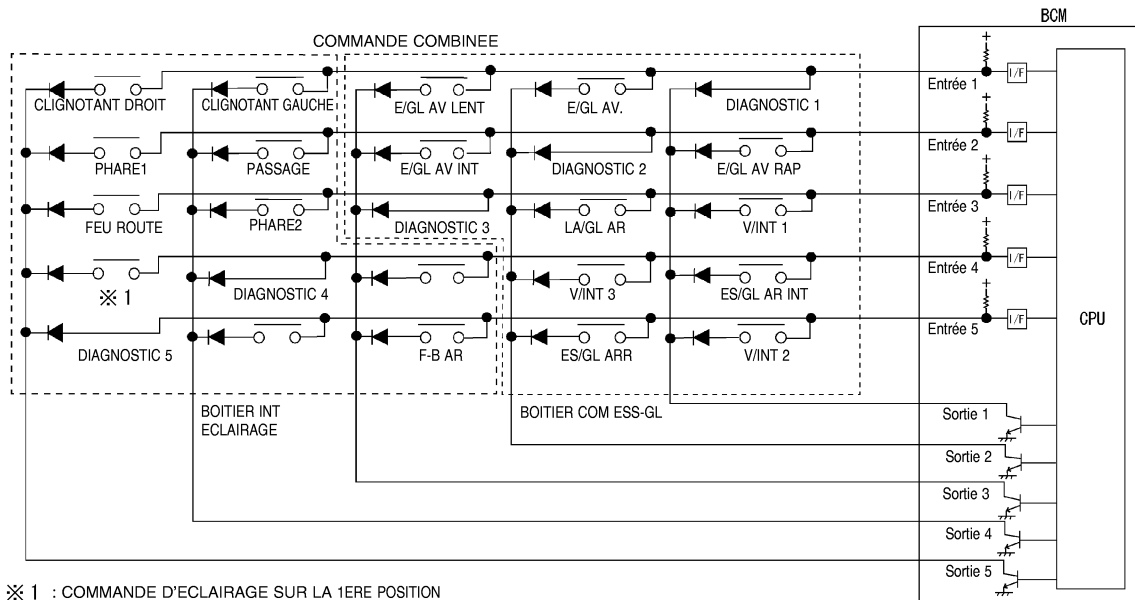 BCM
COMMANDE COMBINEE
CLIGNOTANT DROIT
CLIGNOTANT GAUCHE
E/GL AV LENT
E/GL AV.
DIAGNOSTIC 1
Entrée 1
I/F
PHARE1
PASSAGE
E/GL AV INT
DIAGNOSTIC 2
E/GL AV RAP
Entrée 2
I/F
FEU ROUTE
PHARE2
DIAGNOSTIC 3
LA/GL AR
V/INT 1
Entrée 3
I/F
※ 1
DIAGNOSTIC 4
V/INT 3
ES/GL AR INT
Entrée 4
I/F
DIAGNOSTIC 5
F-B AR
ES/GL ARR
V/INT 2
Entrée 5
I/F
CPU
BOITIER INT
ECLAIRAGE
BOITIER COM ESS-GL
Sortie 1
Sortie 2
Sortie 3
Sortie 4
Sortie 5
※ 1 : COMMANDE D'ECLAIRAGE SUR LA 1ERE POSITION